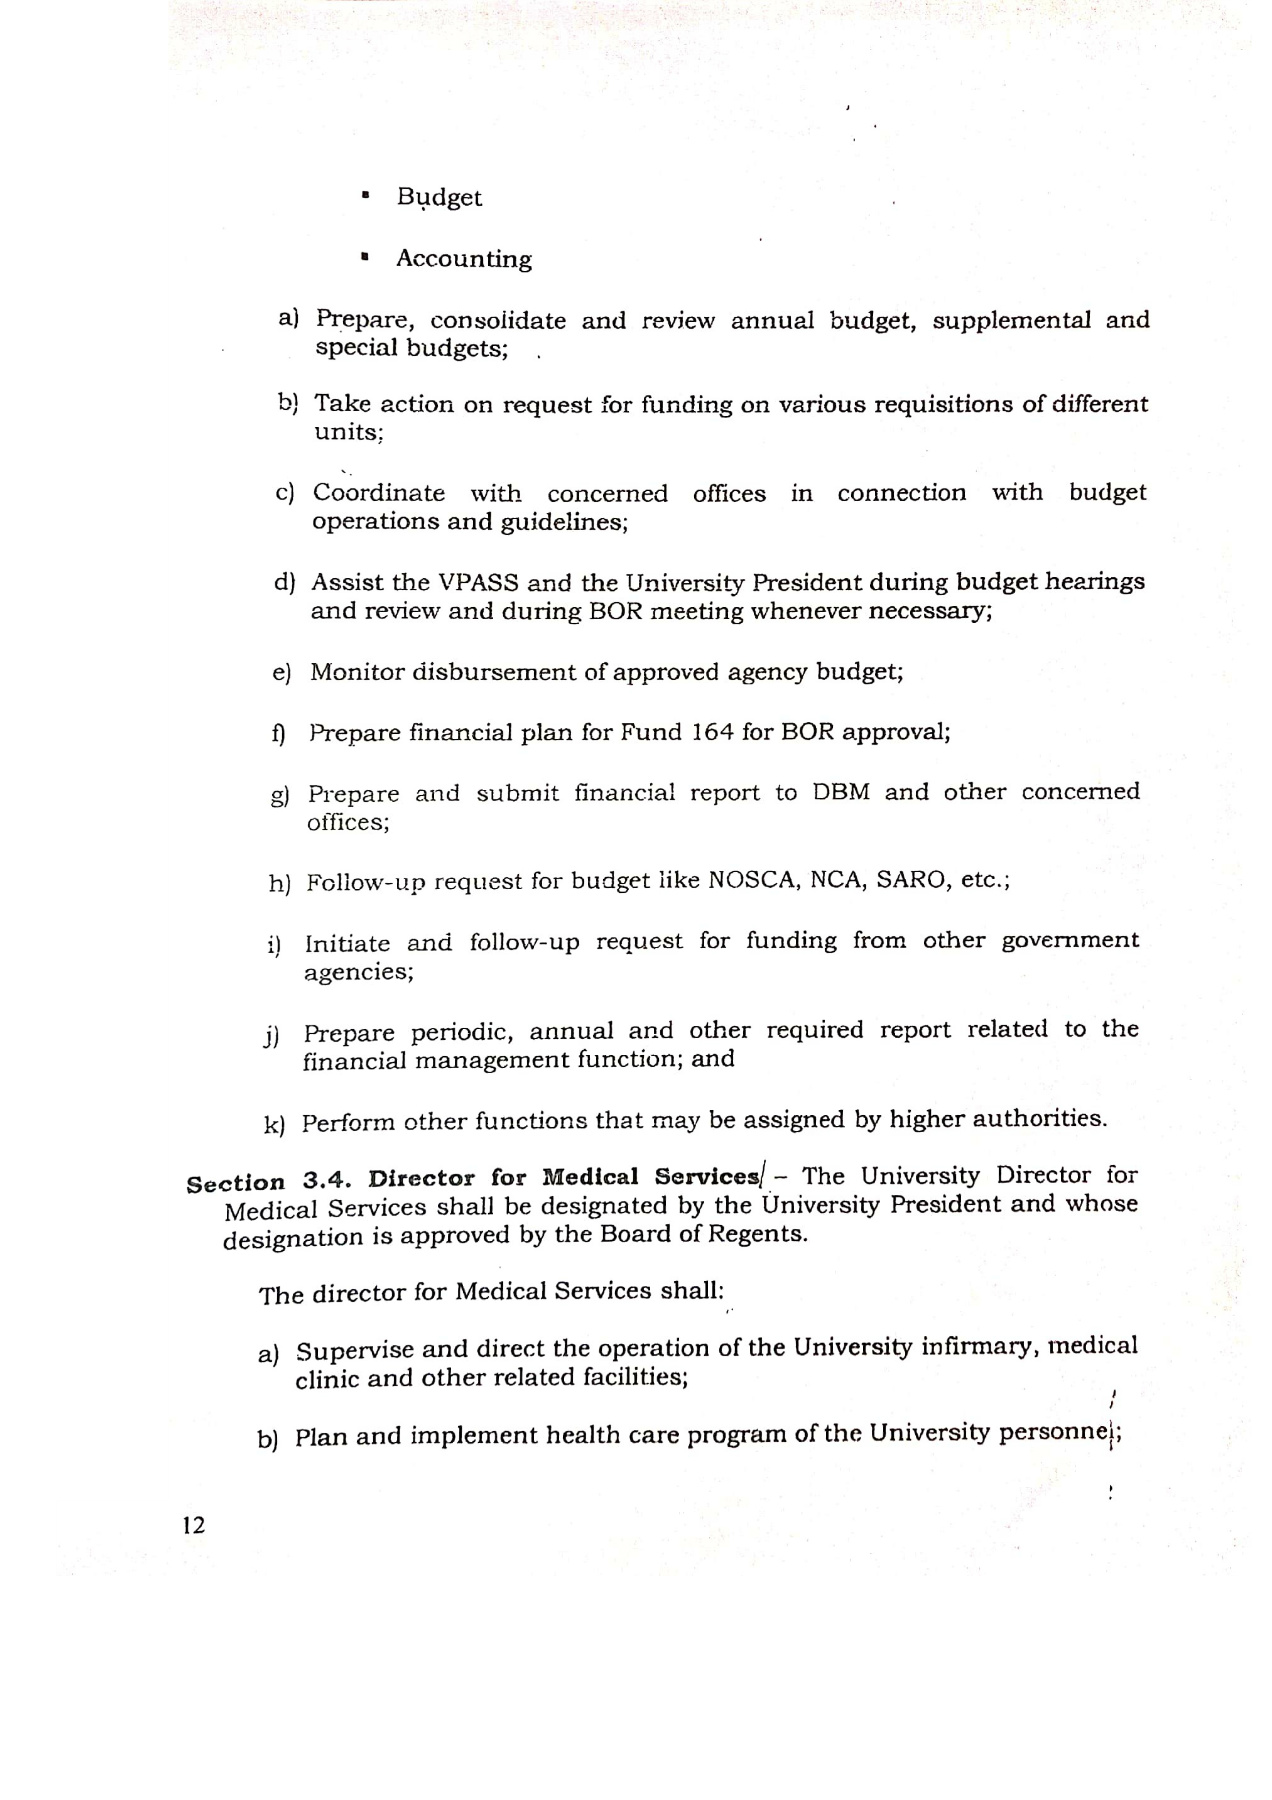 ▪ Budget
▪ Accounting
a) Prepare, consolidate and review annual budget, supplemental and
special budgets;
b) Take action on request for funding on various requisitions of different
units;
c) Coordinate with concerned offices in connection with budget
operations and guidelines;
d) Assist the VPASS and the University President during budget hearings
and review and during BOR meeting whenever necessary;
e) Monitor disbursement of approved agency budget;
f) Prepare financial plan for Fund 164 for BOR approval;
g) Prepare and submit financial report to DBM and other concerned
offices;
h) Follow-up request for budget like NOSCA, NCA, SARO, etc.;
i) Initiate and follow-up request for funding from other government
agencies;
j) Prepare periodic, annual and other required report related to the
financial management function; and
k) Perform other functions that may be assigned by higher authorities.
Section 3.4. Director for Medical Services/ – The University Director for
Medical Services shall be designated by the University President and whose
designation is approved by the Board of Regents.
The director for Medical Services shall:
a) Supervise and direct the operation of the University infirmary, medical
clinic and other related facilities;
b) Plan and implement health care program of the University personnel;
12